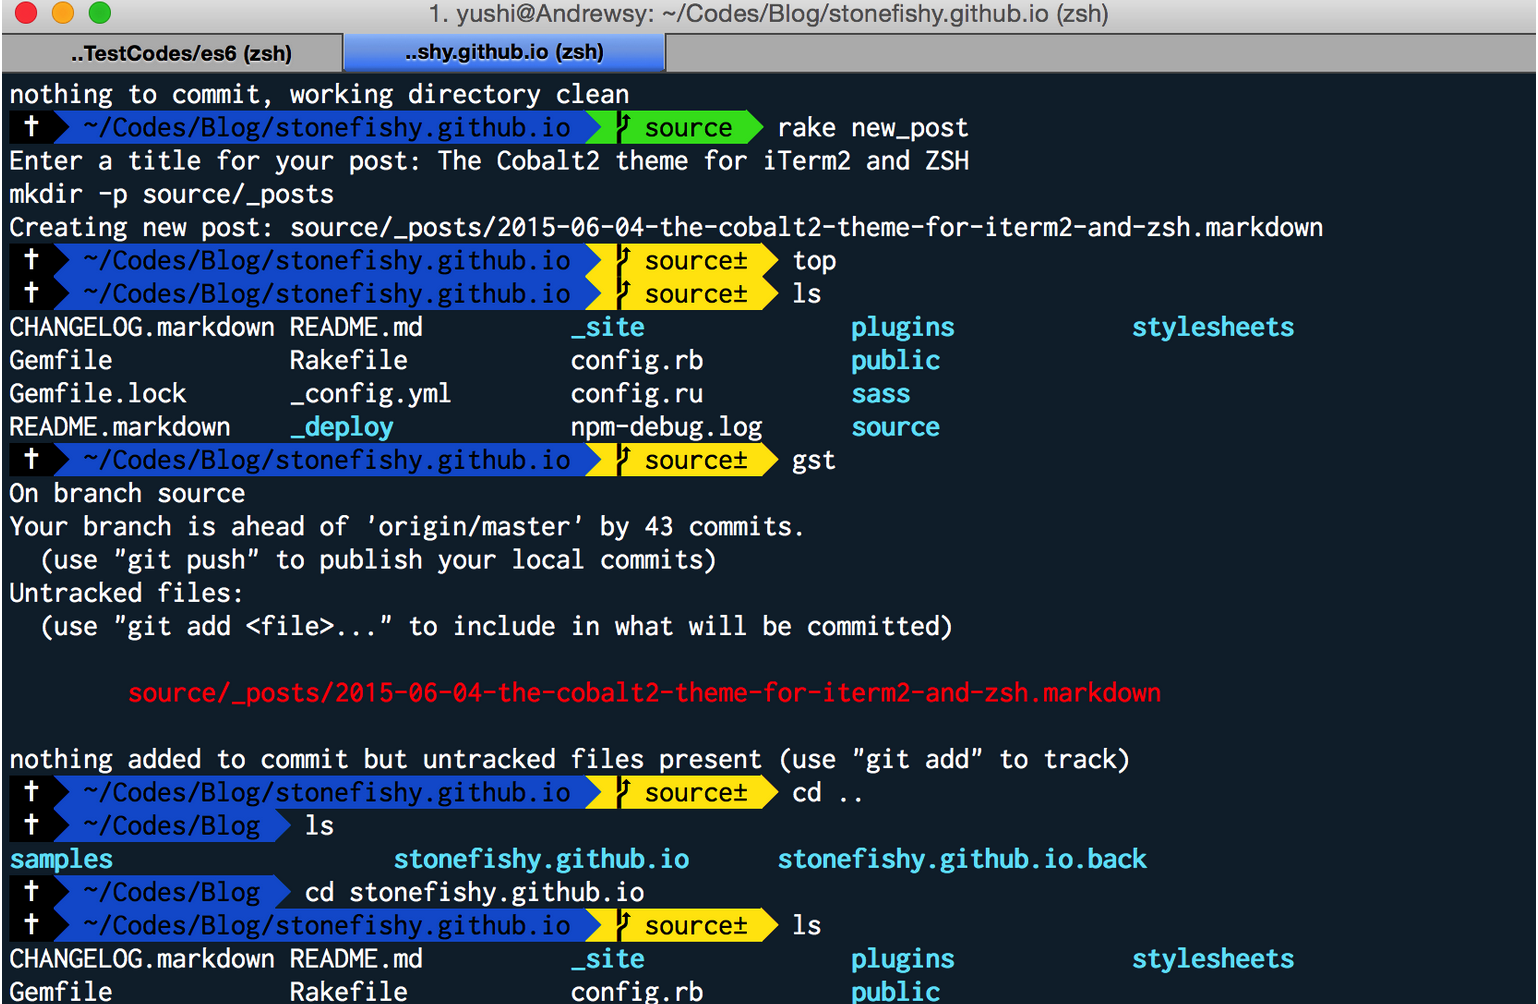 1. yushi@Andrewsy: ~/Codes/Blog/stonefishy.github.io (zsh)
..TestCodes/es6 (zsh) ..shy.github.io (zsh)
nothing to commit, working directory clean
✝ ~/Codes/Blog/stonefishy.github.io source rake new_post
Enter a title for your post: The Cobalt2 theme for iTerm2 and ZSH
mkdir -p source/_posts
Creating new post: source/_posts/2015-06-04-the-cobalt2-theme-for-iterm2-and-zsh.markdown
✝ ~/Codes/Blog/stonefishy.github.io source± top
✝ ~/Codes/Blog/stonefishy.github.io source± ls
CHANGELOG.markdown README.md _site plugins stylesheets
Gemfile Rakefile config.rb public
Gemfile.lock _config.yml config.ru sass
README.markdown _deploy npm-debug.log source
✝ ~/Codes/Blog/stonefishy.github.io source± gst
On branch source
Your branch is ahead of 'origin/master' by 43 commits.
  (use "git push" to publish your local commits)
Untracked files:
  (use "git add <file>..." to include in what will be committed)
source/_posts/2015-06-04-the-cobalt2-theme-for-iterm2-and-zsh.markdown
nothing added to commit but untracked files present (use "git add" to track)
✝ ~/Codes/Blog/stonefishy.github.io source± cd ..
✝ ~/Codes/Blog ls
samples stonefishy.github.io stonefishy.github.io.back
✝ ~/Codes/Blog cd stonefishy.github.io
✝ ~/Codes/Blog/stonefishy.github.io source± ls
CHANGELOG.markdown README.md _site plugins stylesheets
Gemfile Rakefile config.rb public